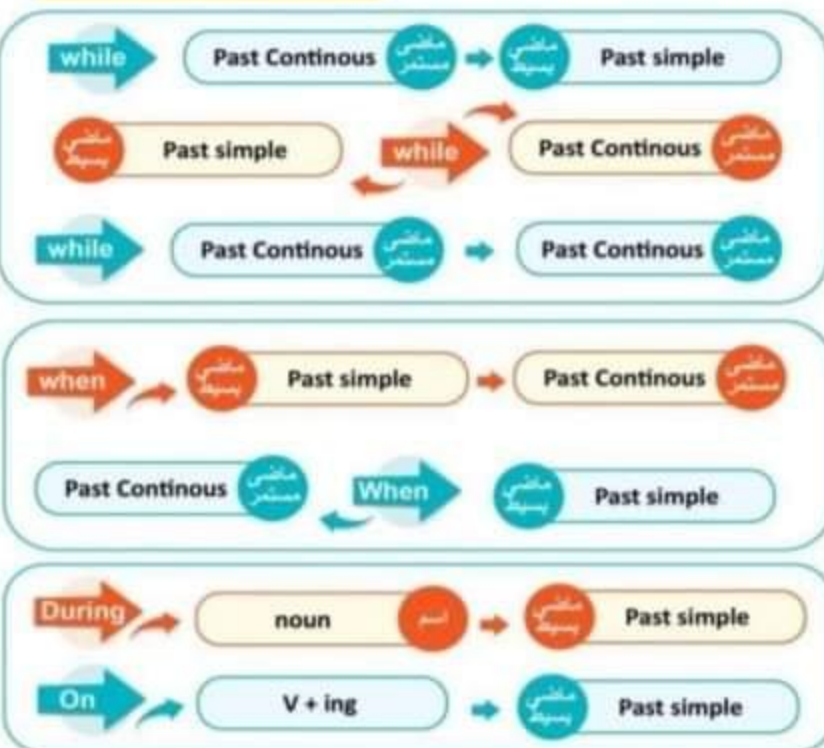 while Past Continous ماضي مستمر ماضي بسيط Past simple
ماضي بسيط Past simple while Past Continous ماضي مستمر
while Past Continous ماضي مستمر Past Continous ماضي مستمر
when ماضي بسيط Past simple Past Continous ماضي مستمر
Past Continous ماضي مستمر When ماضي بسيط Past simple
During noun اسم ماضي بسيط Past simple
On V + ing ماضي بسيط Past simple